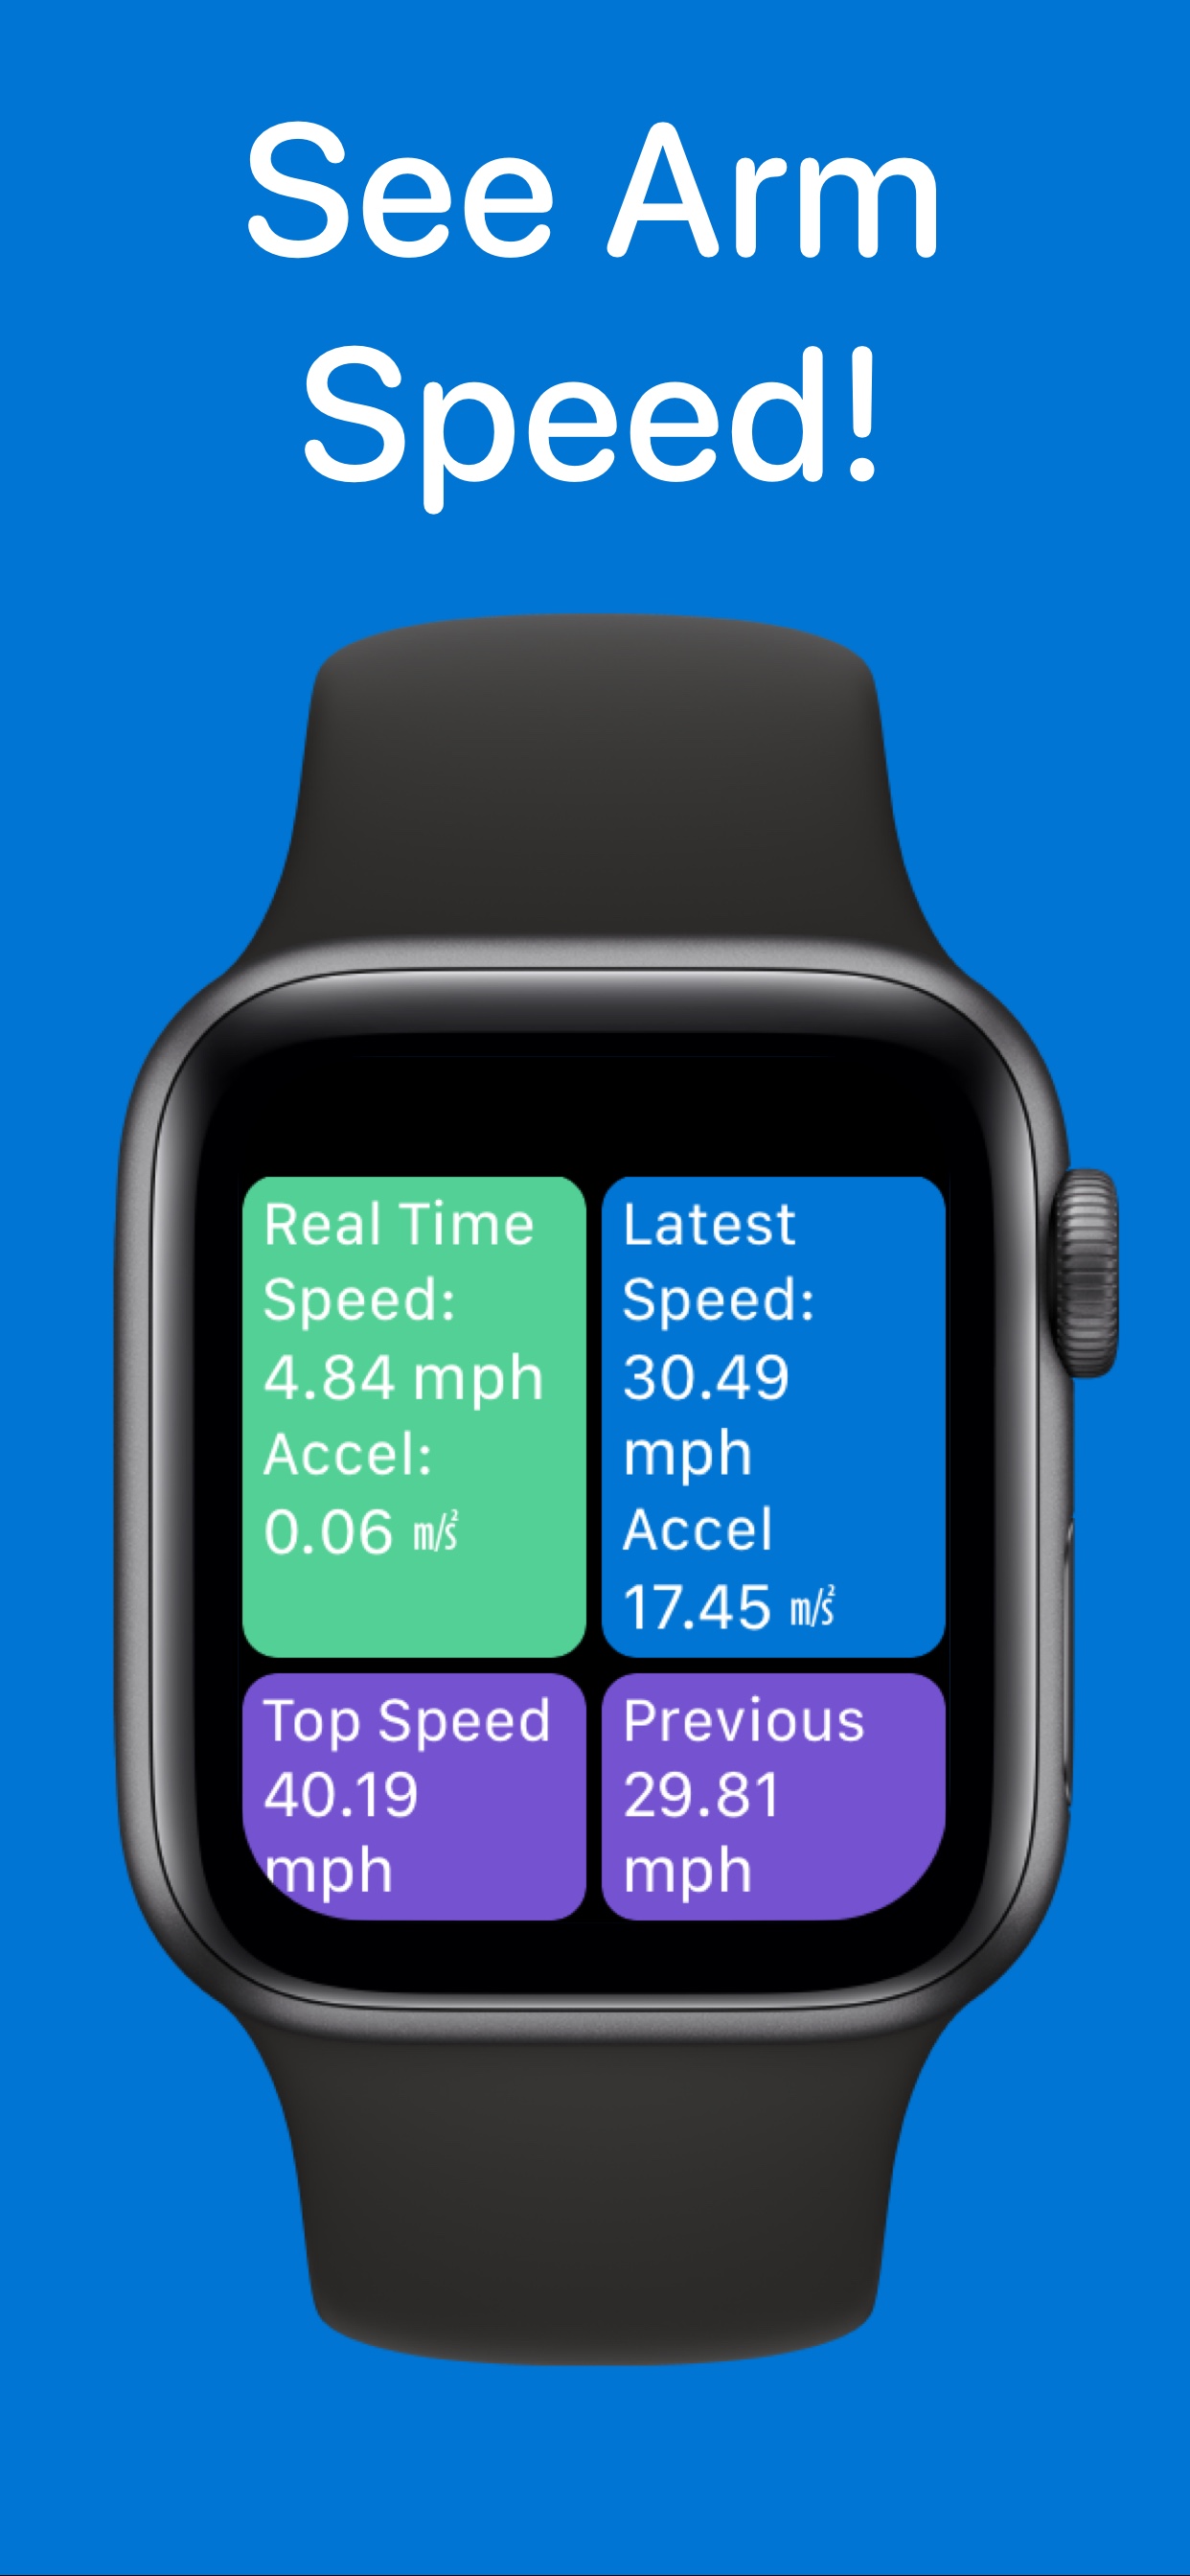 See Arm
Speed!
Real Time
Speed:
4.84 mph
Accel:
0.06 m/s²
Latest
Speed:
30.49
mph
Accel
17.45 m/s²
Top Speed
40.19
mph
Previous
29.81
mph